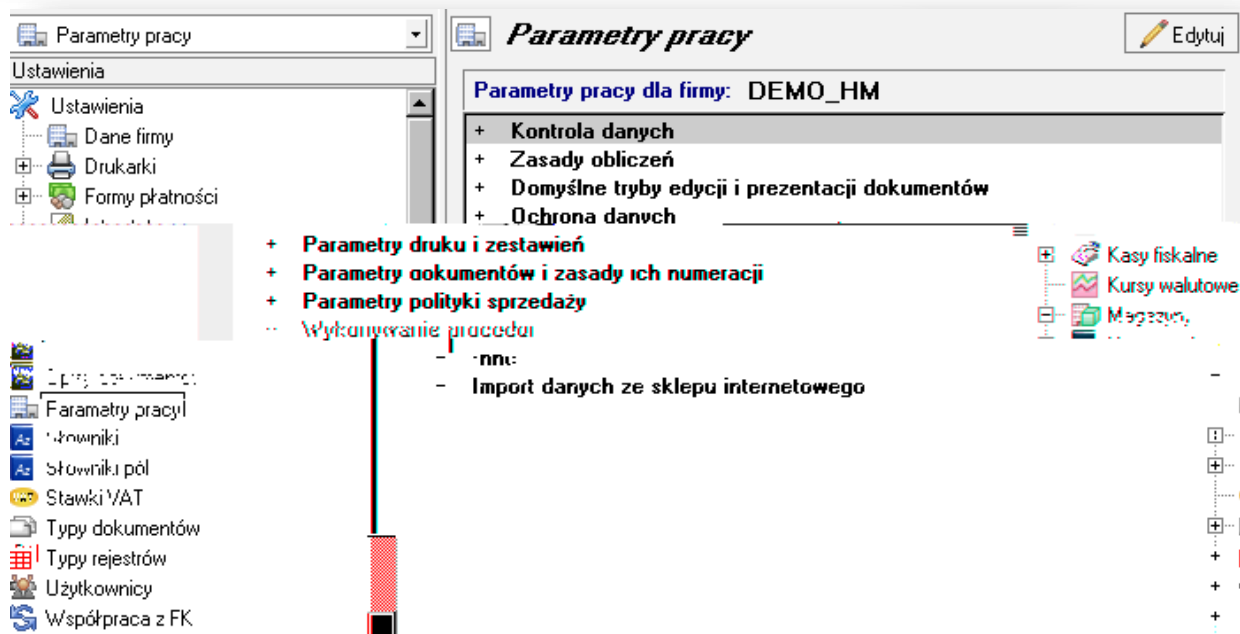 Parametry pracy
Ustawienia
Ustawienia
Dane firmy
Drukarki
Formy płatności
Parametry pracy
Edytuj
Parametry pracy dla firmy: DEMO_HM
+ Kontrola danych
+ Zasady obliczeń
+ Domyślne tryby edycji i prezentacji dokumentów
+ Ochrona danych
+ Parametry druku i zestawień
+ Parametry dokumentów i zasady ich numeracji
+ Parametry polityki sprzedaży
Wykonywanie procedur
Kasy fiskalne
Kursy walutowe
Magazyny
Import danych ze sklepu internetowego
Parametry pracy
Słowniki
Słowniki pól
Stawki VAT
Typy dokumentów
Typy rejestrów
Użytkownicy
Współpraca z FK